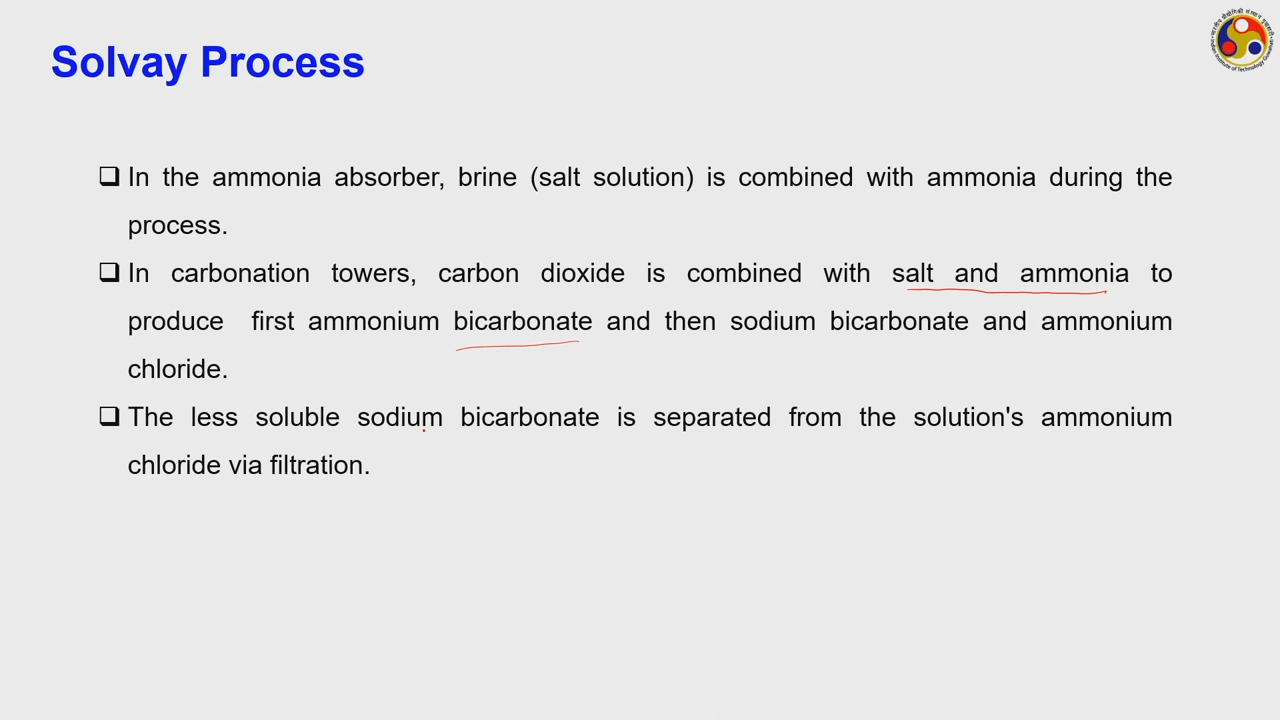 Solvay Process
❑ In the ammonia absorber, brine (salt solution) is combined with ammonia during the
process.
❑ In carbonation towers, carbon dioxide is combined with salt and ammonia to
produce first ammonium bicarbonate and then sodium bicarbonate and ammonium
chloride.
❑ The less soluble sodium bicarbonate is separated from the solution's ammonium
chloride via filtration.